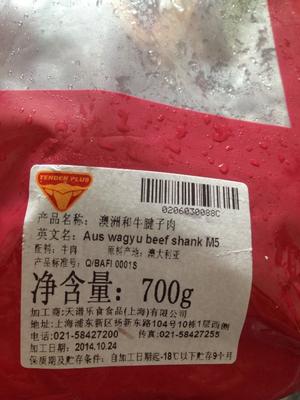 TENDER PLUS
0206030088C
产品名称: 澳洲和牛腱子肉
英文名: Aus wagyu beef shank M5
配料: 牛肉 原料产地: 澳大利亚
产品标准号: Q/BAFI 0001S
净含量: 700g
加工商:天谱乐食食品(上海)有限公司
地址:上海浦东新区扬新东路104号10栋1层西侧
电话:021-58427200 传真:021-58427255
加工日期: 2014.10.24
保质期及贮存条件: 自加工日期起-18℃以下贮存9个月